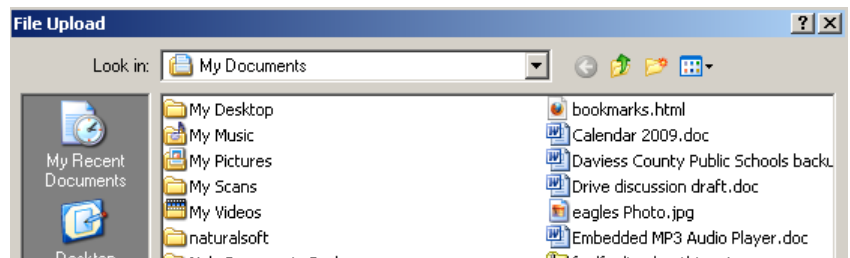 File Upload
Look in: My Documents
My Recent
Documents
Desktop
My Desktop
My Music
My Pictures
My Scans
My Videos
naturalsoft
bookmarks.html
Calendar 2009.doc
Daviess County Public Schools backu
Drive discussion draft.doc
eagles Photo.jpg
Embedded MP3 Audio Player.doc